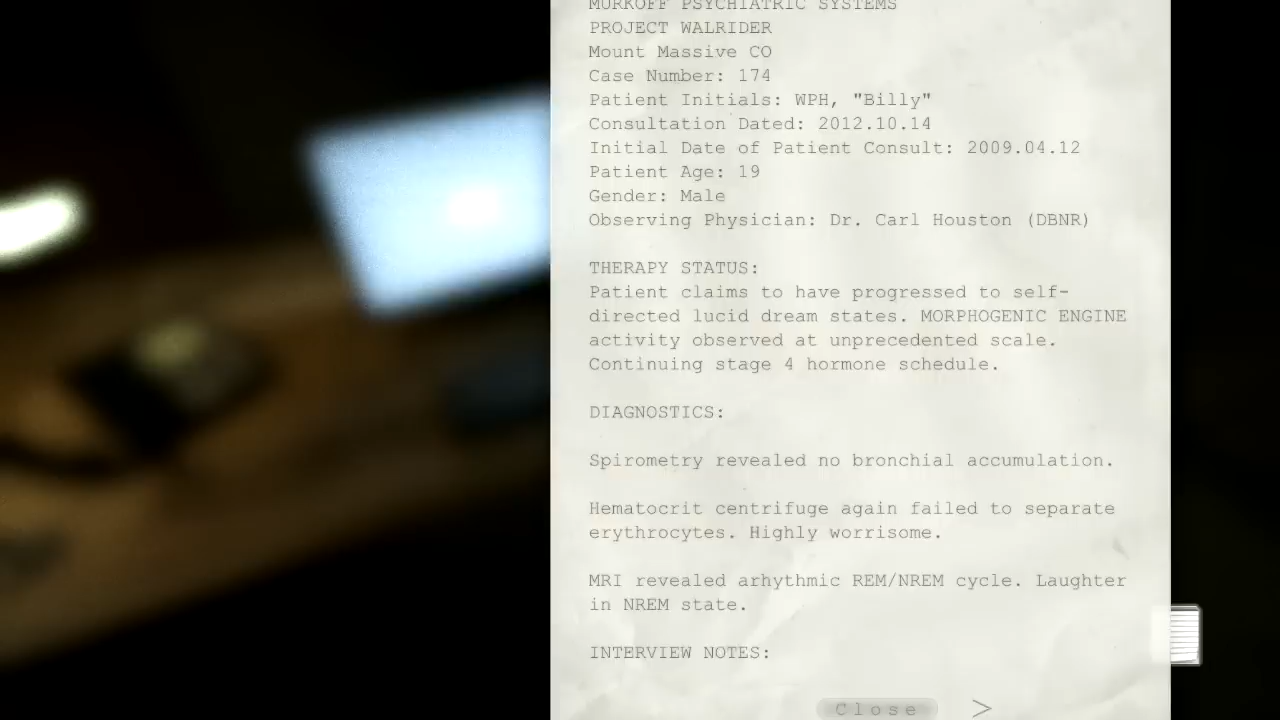 MURKOFF PSYCHIATRIC SYSTEMS
PROJECT WALRIDER
Mount Massive CO
Case Number: 174
Patient Initials: WPH, "Billy"
Consultation Dated: 2012.10.14
Initial Date of Patient Consult: 2009.04.12
Patient Age: 19
Gender: Male
Observing Physician: Dr. Carl Houston (DBNR)
THERAPY STATUS:
Patient claims to have progressed to self-
directed lucid dream states. MORPHOGENIC ENGINE
activity observed at unprecedented scale.
Continuing stage 4 hormone schedule.
DIAGNOSTICS:
Spirometry revealed no bronchial accumulation.
Hematocrit centrifuge again failed to separate
erythrocytes. Highly worrisome.
MRI revealed arhythmic REM/NREM cycle. Laughter
in NREM state.
INTERVIEW NOTES:
Close >